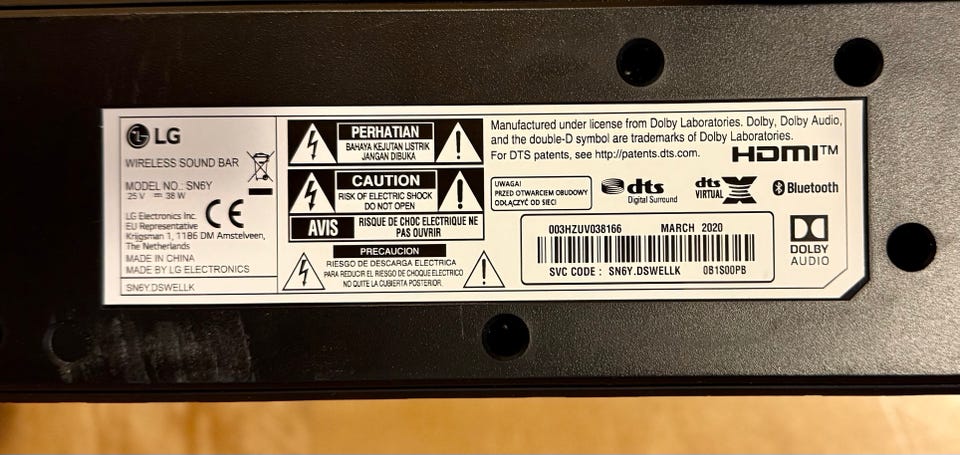 LG
WIRELESS SOUND BAR
MODEL NO.: SN6Y
25 V ⎓ 38 W
LG Electronics Inc.
EU Representative
Krijgsman 1, 1186 DM Amstelveen,
The Netherlands
CE
MADE IN CHINA
MADE BY LG ELECTRONICS
SN6Y.DSWELLK
PERHATIAN
BAHAYA KEJUTAN LISTRIK
JANGAN DIBUKA
CAUTION
RISK OF ELECTRIC SHOCK
DO NOT OPEN
AVIS
RISQUE DE CHOC ELECTRIQUE NE
PAS OUVRIR
PRECAUCION
RIESGO DE DESCARGA ELECTRICA
PARA REDUCIR EL RIESGO DE CHOQUE ELECTRICO
NO QUITE LA CUBIERTA POSTERIOR.
Manufactured under license from Dolby Laboratories. Dolby, Dolby Audio,
and the double-D symbol are trademarks of Dolby Laboratories.
For DTS patents, see http://patents.dts.com.
HDMI™
UWAGA!
PRZED OTWARCIEM OBUDOWY
ODŁĄCZYĆ OD SIECI
dts
Digital Surround
dts
VIRTUAL X
Bluetooth
003HZUV038166 MARCH 2020
SVC CODE : SN6Y.DSWELLK 0B1S00PB
DOLBY
AUDIO